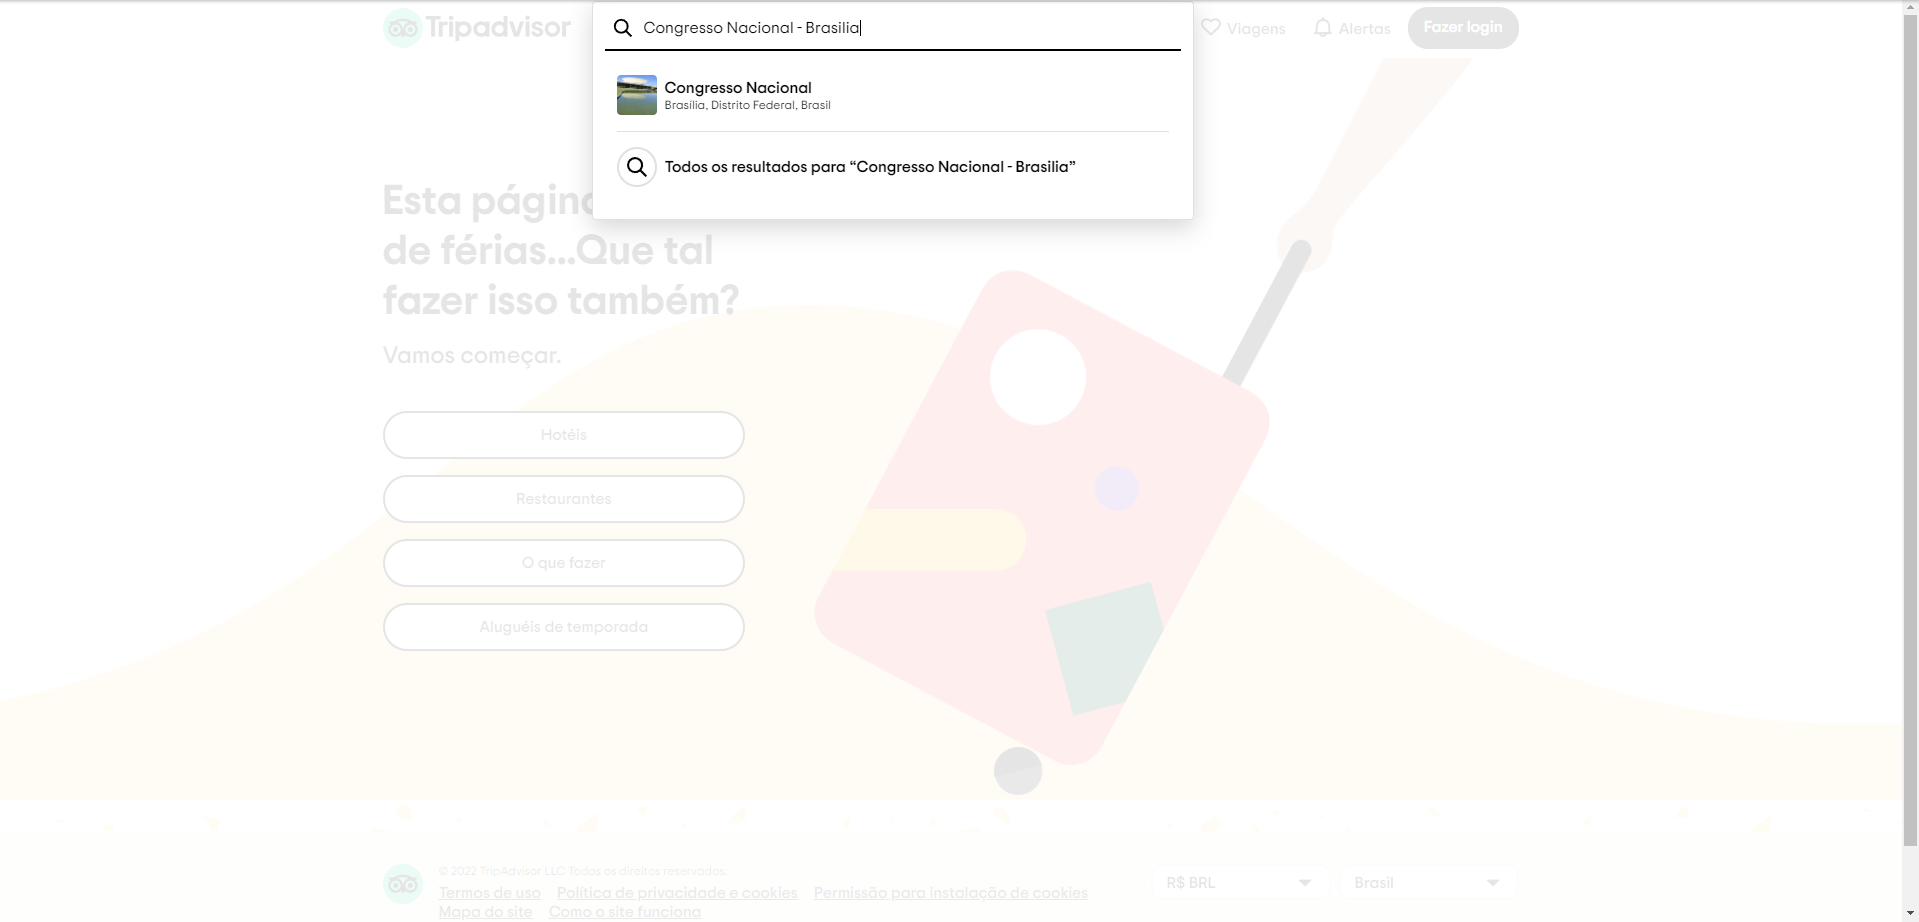 Tripadvisor
Congresso Nacional - Brasilia
Viagens
Alertas
Fazer login
Congresso Nacional
Brasília, Distrito Federal, Brasil
Todos os resultados para “Congresso Nacional - Brasilia”
Esta página
de férias...Que tal
fazer isso também?
Vamos começar.
Hotéis
Restaurantes
O que fazer
Aluguéis de temporada
© 2022 TripAdvisor LLC Todos os direitos reservados.
Termos de uso Política de privacidade e cookies Permissão para instalação de cookies
Mapa do site Como o site funciona
R$ BRL
Brasil